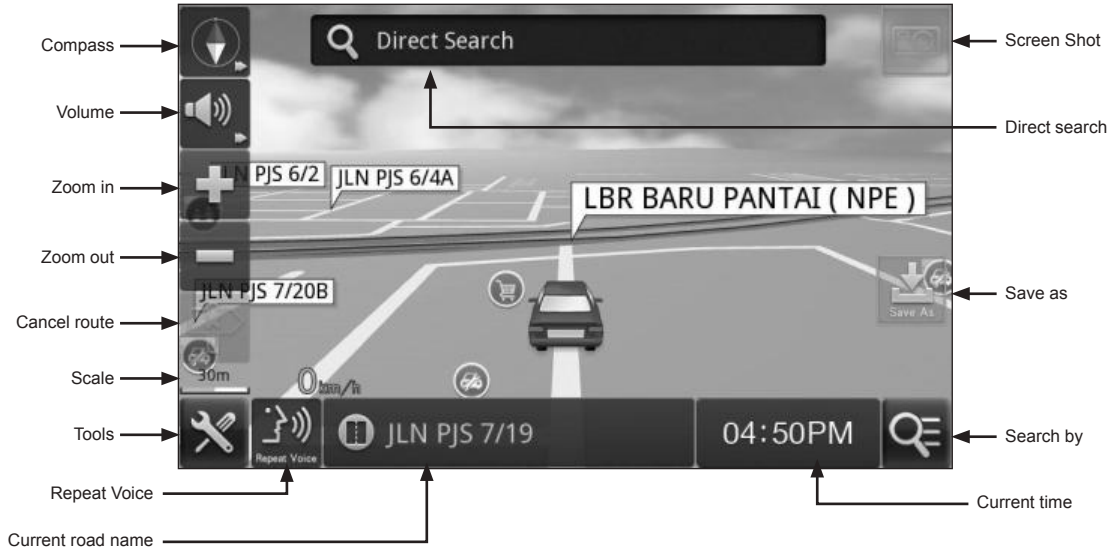 Compass
Direct Search
Screen Shot
Volume
Direct search
Zoom in
JLN PJS 6/2
JLN PJS 6/4A
LBR BARU PANTAI ( NPE )
Zoom out
JLN PJS 7/20B
Save As
Save as
Cancel route
Scale
30m
0km/h
Tools
Repeat Voice
JLN PJS 7/19
04:50PM
Search by
Repeat Voice
Current time
Current road name